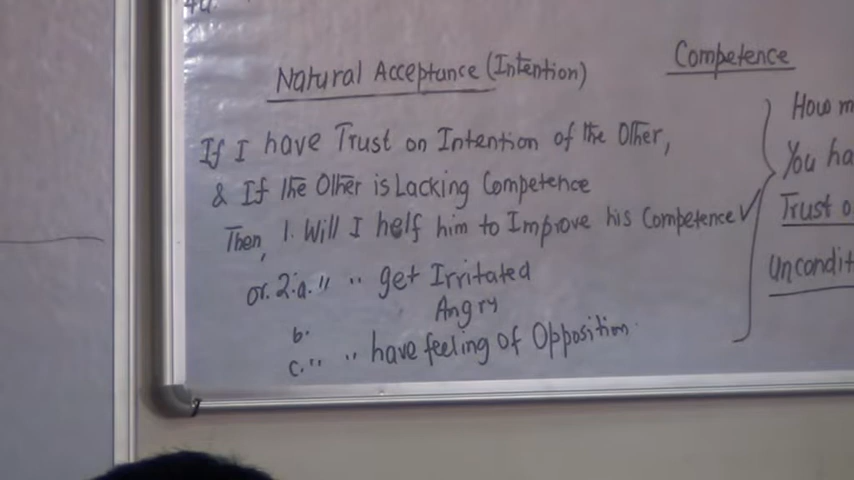 Natural Acceptance (Intention)
Competence
If I have Trust on Intention of the Other,
& If the Other is Lacking Competence
Then, 1. Will I helf him to Improve his Competence ✓
or. 2.a. " " get Irritated
Angry
b.
c. " " have feeling of Opposition.
How m
You ha
Trust o
Uncondit